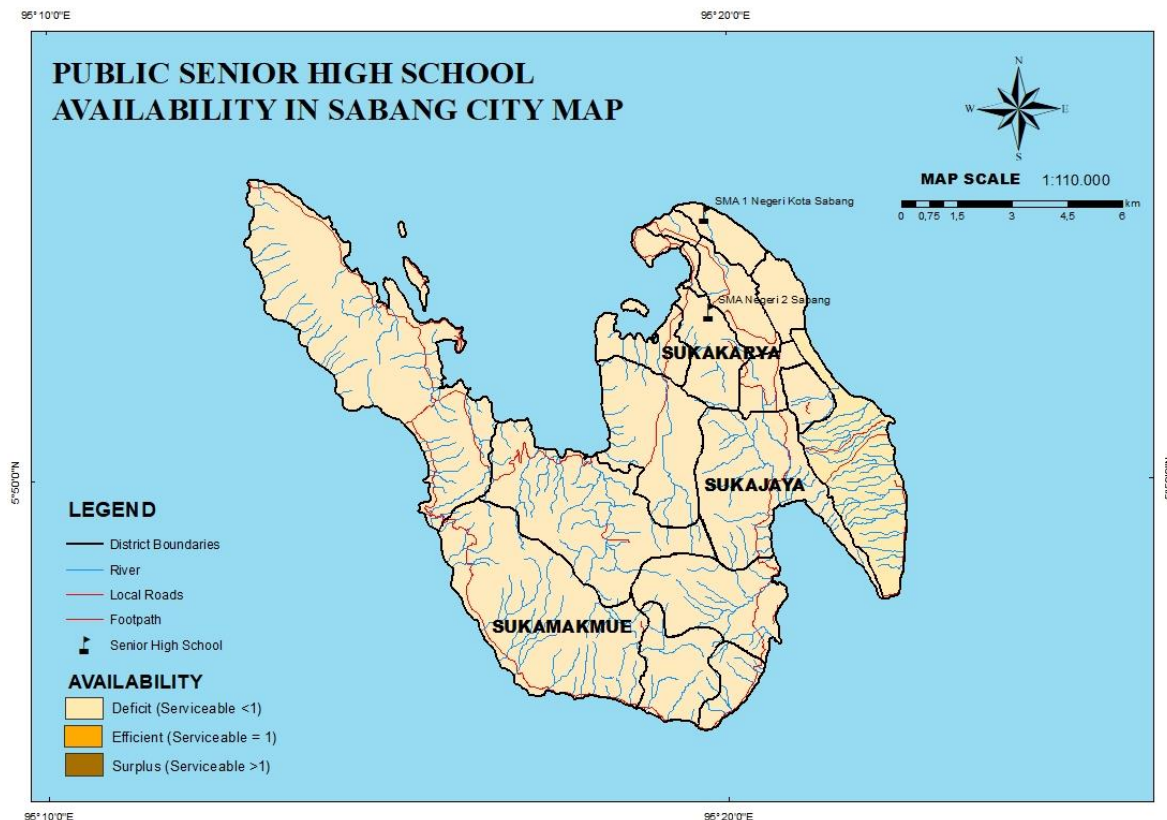 95°10'0"E
95°20'0"E
PUBLIC SENIOR HIGH SCHOOL
AVAILABILITY IN SABANG CITY MAP
N
W
E
S
MAP SCALE 1:110.000
km
0 0,75 1,5 3 4,5 6
SMA 1 Negeri Kota Sabang
SMA Negeri 2 Sabang
SUKAKARYA
SUKAJAYA
SUKAMAKMUE
5°50'0"N
LEGEND
District Boundaries
River
Local Roads
Footpath
Senior High School
AVAILABILITY
Deficit (Serviceable <1)
Efficient (Serviceable = 1)
Surplus (Serviceable >1)
95°10'0"E
95°20'0"E